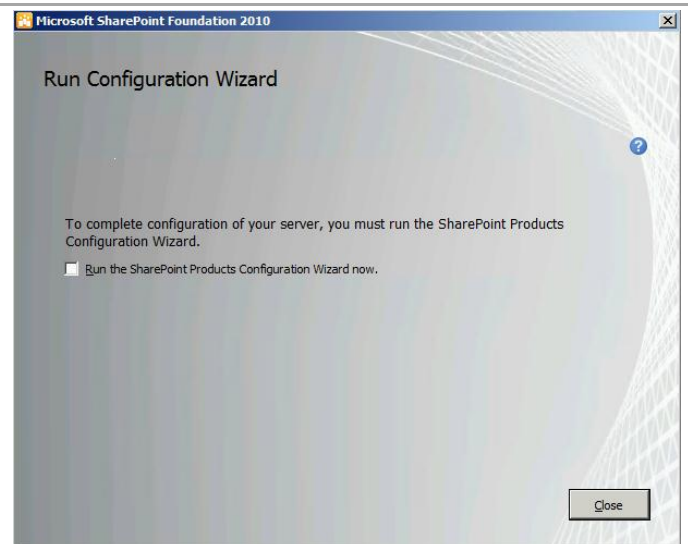 Microsoft SharePoint Foundation 2010
Run Configuration Wizard
To complete configuration of your server, you must run the SharePoint Products
Configuration Wizard.
Run the SharePoint Products Configuration Wizard now.
Close